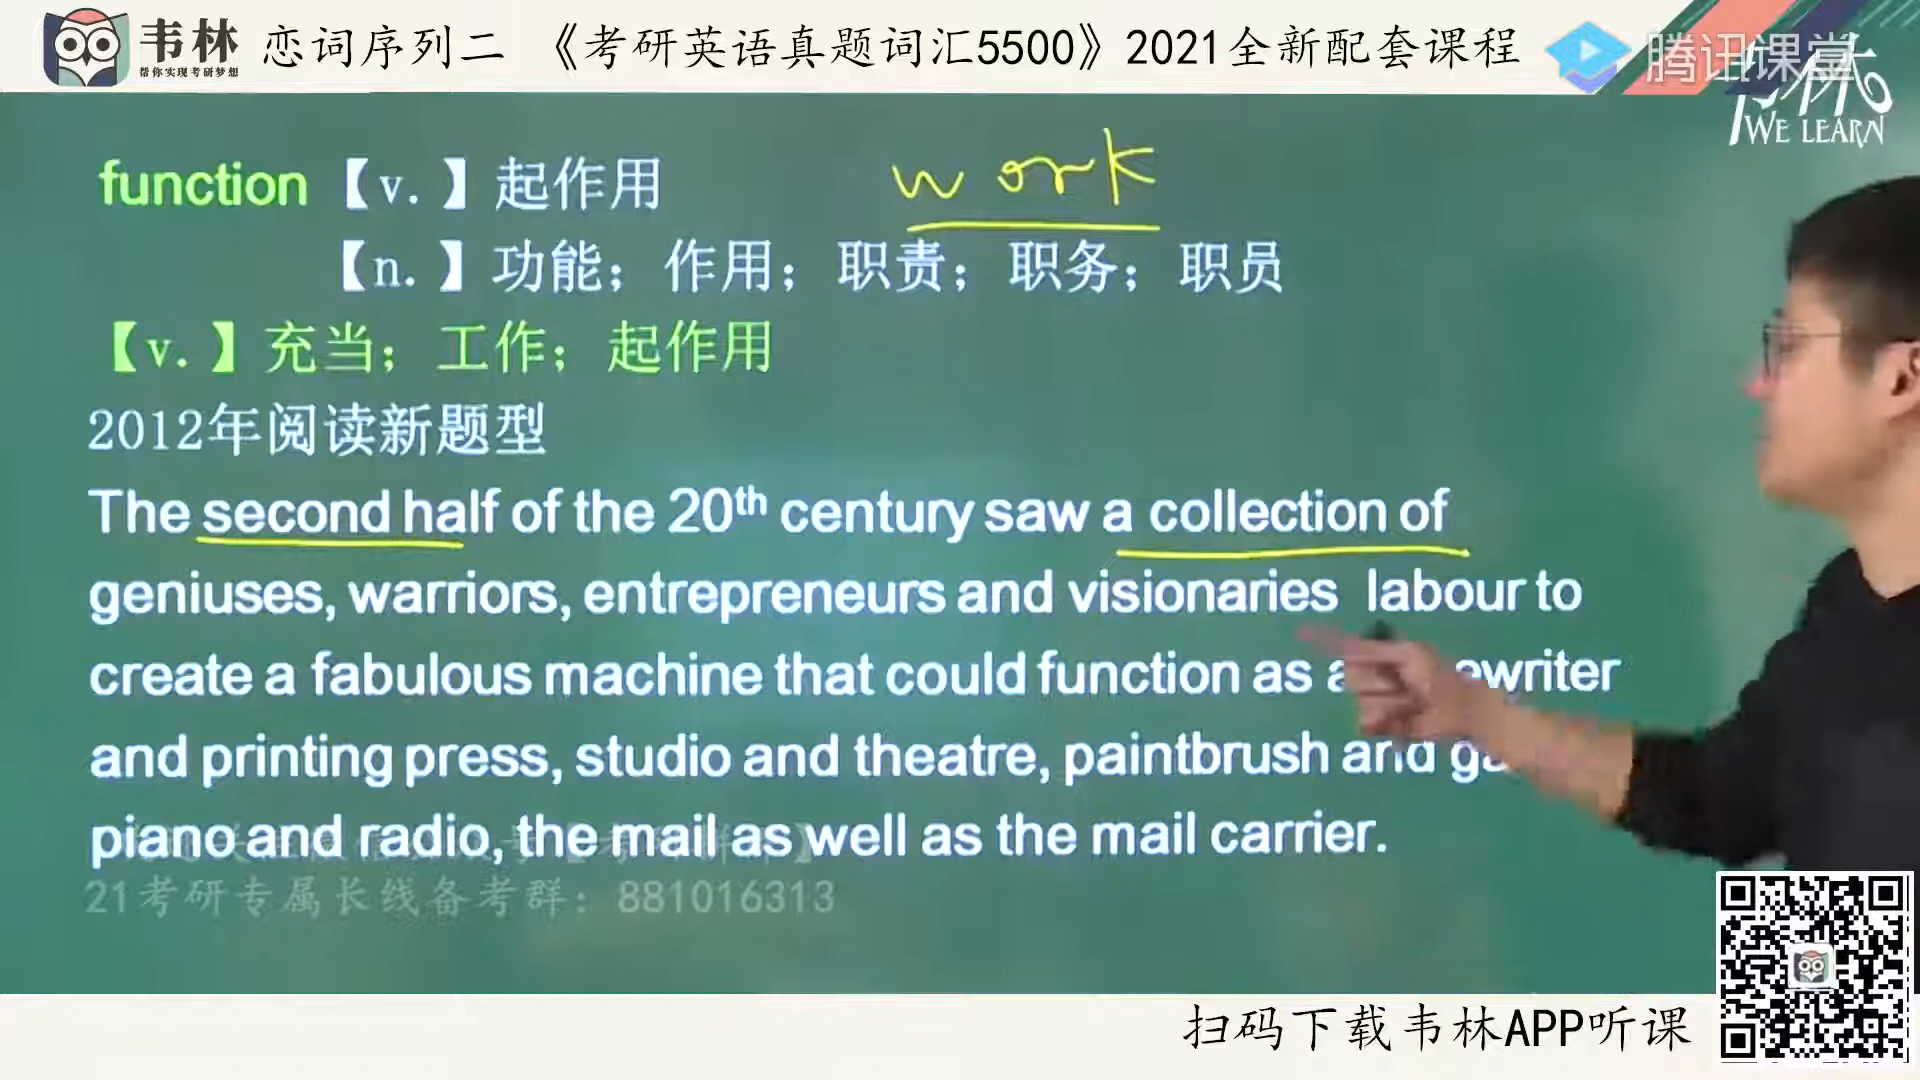 韦林 恋词序列二 《考研英语真题词汇5500》2021全新配套课程 腾讯课堂
帮你实现考研梦想
WE LEARN
function 【v.】起作用 work
【n.】功能；作用；职责；职务；职员
【v.】充当；工作；起作用
2012年阅读新题型
The second half of the 20th century saw a collection of
geniuses, warriors, entrepreneurs and visionaries labour to
create a fabulous machine that could function as a
and printing press, studio and theatre, paintbrush and
piano and radio, the mail as well as the mail carrier.
21考研专属长线备考群：881016313
扫码下载韦林APP听课